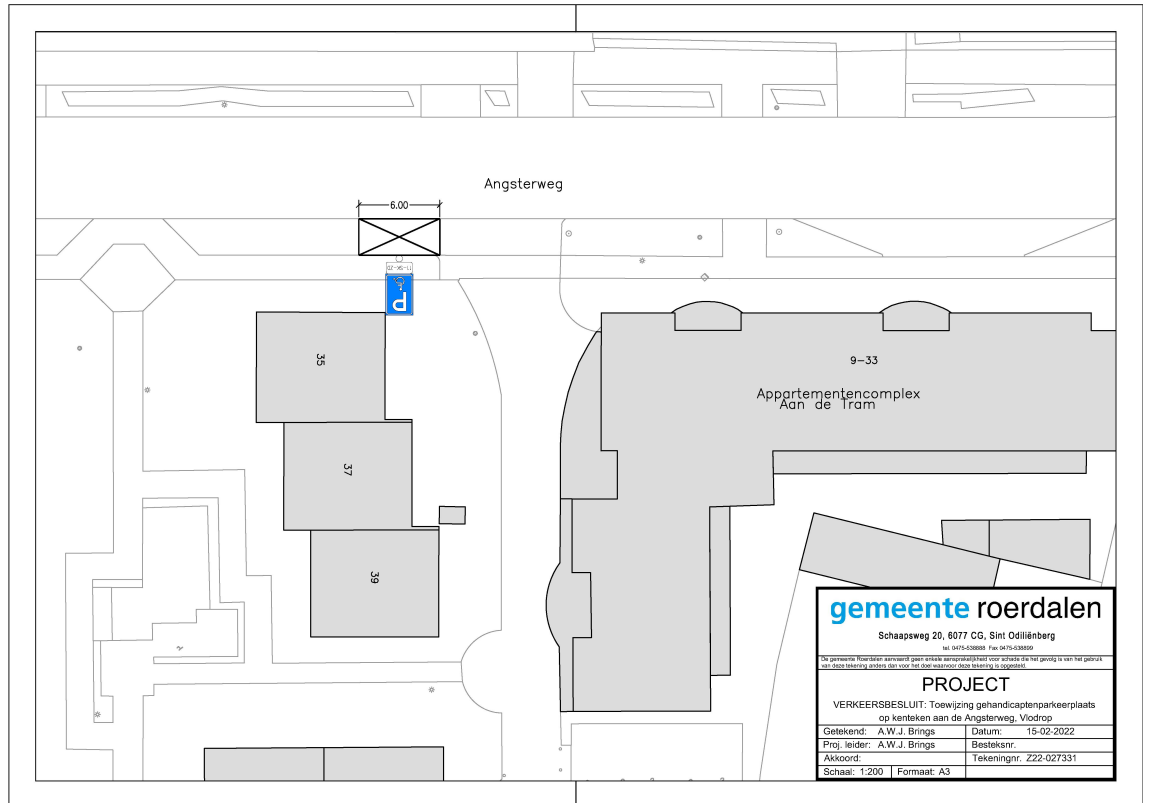 Angsterweg
6.00
11-SK-ZD
P
35
37
39
9-33
Appartementencomplex
Aan de Tram
gemeente roerdalen
Schaapsweg 20, 6077 CG, Sint Odiliënberg
tel. 0475-538888 Fax 0475-538899
De gemeente Roerdalen aanvaardt geen enkele aansprakelijkheid voor schade die het gevolg is van het gebruik
van deze tekening anders dan voor het doel waarvoor deze tekening is opgesteld.
PROJECT
VERKEERSBESLUIT: Toewijzing gehandicaptenparkeerplaats
op kenteken aan de Angsterweg, Vlodrop
Getekend: A.W.J. Brings Datum: 15-02-2022
Proj. leider: A.W.J. Brings Besteksnr.
Akkoord: Tekeningnr. Z22-027331
Schaal: 1:200 Formaat: A3